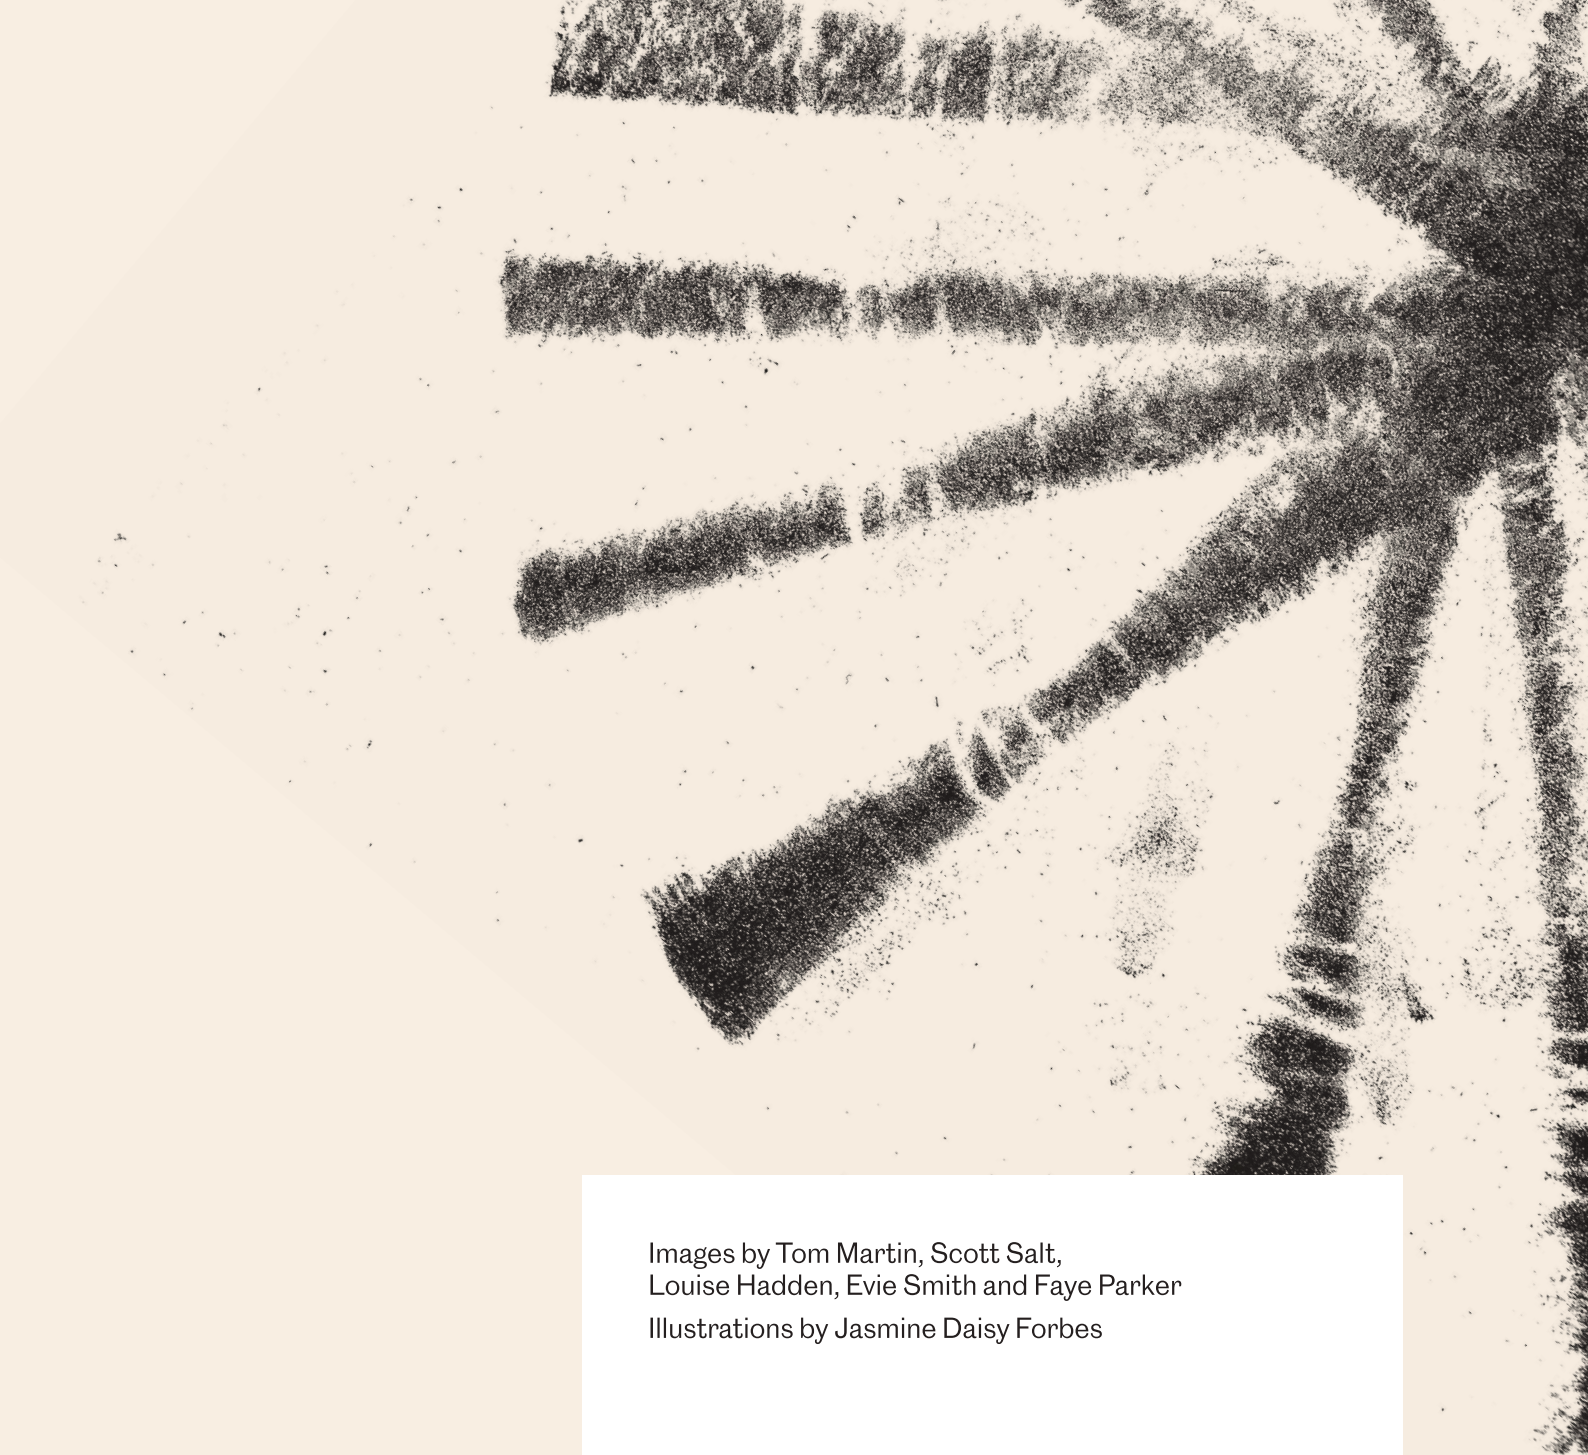 Images by Tom Martin, Scott Salt,
Louise Hadden, Evie Smith and Faye Parker
Illustrations by Jasmine Daisy Forbes